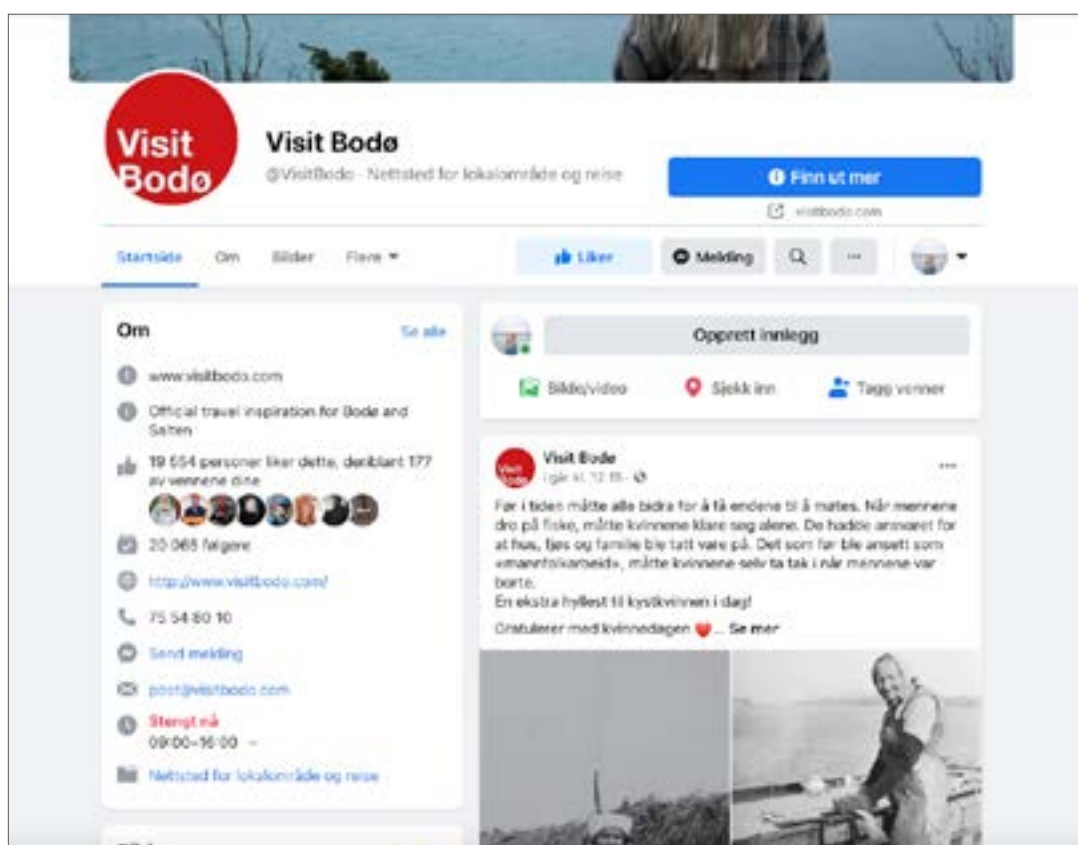 Visit
Bodø
Visit Bodø
@VisitBodo · Nettsted for lokalområde og reise
Finn ut mer
visitbodo.com
Startside Om Bilder Flere
Liker Melding
Om Se alle
www.visitbodo.com
Official travel inspiration for Bodø and
Salten
19 554 personer liker dette, deriblant 177
av vennene dine
20 065 følgere
http://www.visitbodo.com/
75 54 80 10
Send melding
post@visitbodo.com
Stengt nå
09:00–16:00
Nettsted for lokalområde og reise
Opprett innlegg
Bilde/video Sjekk inn Tagg venner
Visit
Bodø
Visit Bodø
i går kl.
Før i tiden måtte alle bidra for å få endene til å møtes. Når mennene
dro på fiske, måtte kvinnene klare seg alene. De hadde ansvaret for
at hus, fjøs og familie ble tatt vare på. Det som før ble ansett som
«mannfolkarbeid», måtte kvinnene selv ta tak i når mennene var
borte.
En ekstra hyllest til kystkvinnen i dag!
Gratulerer med kvinnedagen ❤️... Se mer